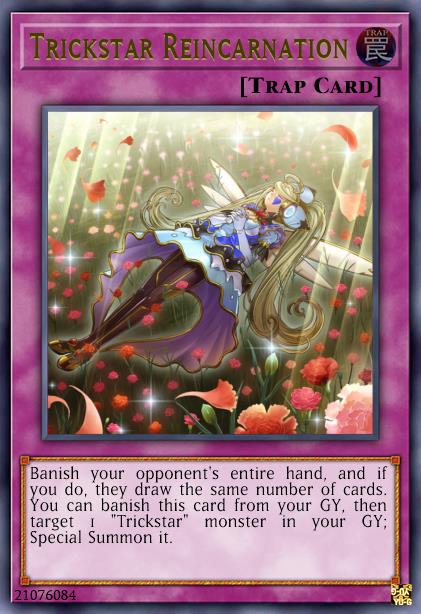 TRICKSTAR REINCARNATION
TRAP
罠
[TRAP CARD]
Banish your opponent's entire hand, and if
you do, they draw the same number of cards.
You can banish this card from your GY, then
target 1 "Trickstar" monster in your GY;
Special Summon it.
21076084